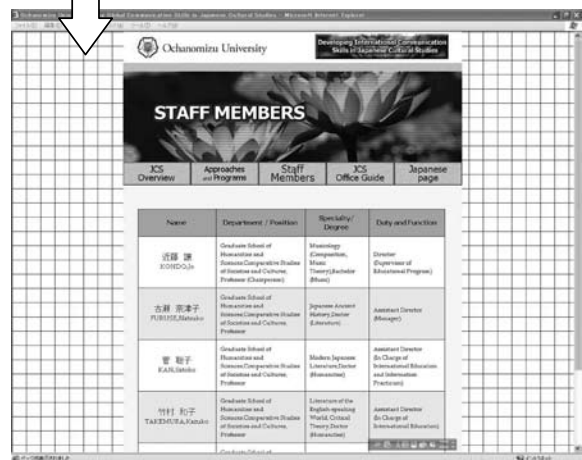 Ochanomizu University
Developing International Communication
Skills in Japanese Cultural Studies
STAFF MEMBERS
JCS
Overview
Approaches
and Programs
Staff
Members
JCS
Office Guide
Japanese
page
Name
Department / Position
Specialty/
Degree
Duty and Function
近藤 譲
KONDO,Jo
Graduate School of
Humanities and
Sciences,Comparative Studies
of Societies and Cultures,
Professor (Chairperson)
Musicology
(Composition,
Music
Theory),Bachelor
(Music)
Director
(Supervisor of
Educational Program)
古瀬 奈津子
FURUSE,Natsuko
Graduate School of
Humanities and
Sciences,Comparative Studies
of Societies and Cultures,
Professor
Japanese Ancient
History,Doctor
(Literature)
Assistant Director
(Manager)
菅 聡子
KAN,Satoko
Graduate School of
Humanities and
Sciences,Comparative Studies
of Societies and Cultures,
Professor
Modern Japanese
Literature,Doctor
(Humanities)
Assistant Director
(In Charge of
International Education
and Information
Practicum)
竹村 和子
TAKEMURA,Kazuko
Graduate School of
Humanities and
Sciences,Comparative Studies
of Societies and Cultures,
Professor
Literature of the
English-speaking
World, Critical
Theory,Doctor
(Humanities)
Assistant Director
(In Charge of
International Education)